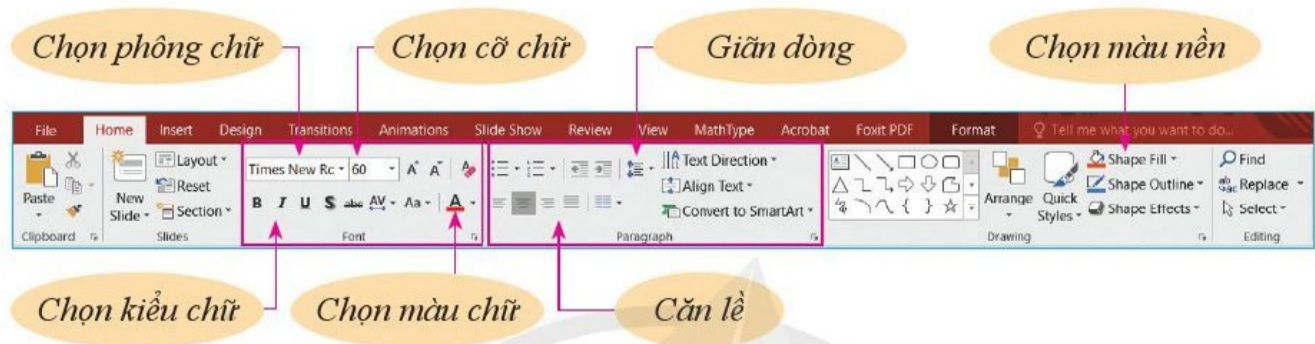 Chọn phông chữ Chọn cỡ chữ Giãn dòng Chọn màu nền
File Home Insert Design Transitions Animations Slide Show Review View MathType Acrobat Foxit PDF Format Tell me what you want to do...
Layout Text Direction Shape Fill Find
Times New Rc 60 A A
Paste New Reset Align Text Arrange Quick Shape Outline Replace
B I U S abc AV Aa A
Slide Section Convert to SmartArt Styles Shape Effects Select
Clipboard Slides Font Paragraph Drawing Editing
Chọn kiểu chữ Chọn màu chữ Căn lề